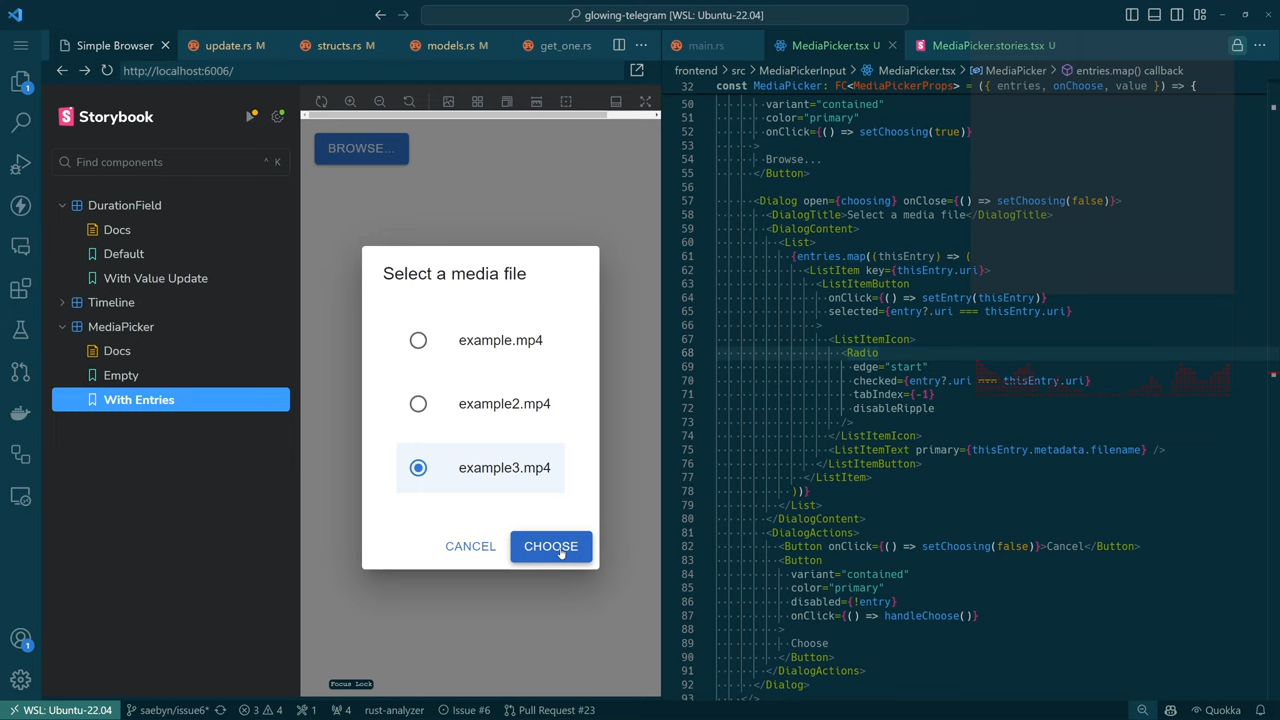 glowing-telegram [WSL: Ubuntu-22.04]
Simple Browser
update.rs M
structs.rs M
models.rs M
get_one.rs
main.rs
MediaPicker.tsx U
MediaPicker.stories.tsx U
http://localhost:6006/
frontend > src > MediaPickerInput > MediaPicker.tsx > MediaPicker > entries.map() callback
Storybook
Find components
^ K
DurationField
Docs
Default
With Value Update
Timeline
MediaPicker
Docs
Empty
With Entries
1
1
BROWSE...
Select a media file
example.mp4
example2.mp4
example3.mp4
CANCEL
CHOOSE
Focus Lock
32 const MediaPicker: FC<MediaPickerProps> = ({ entries, onChoose, value }) => {
50 variant="contained"
51 color="primary"
52 onClick={() => setChoosing(true)}
53 >
54 Browse...
55 </Button>
56
57 <Dialog open={choosing} onClose={() => setChoosing(false)}>
58 <DialogTitle>Select a media file</DialogTitle>
59 <DialogContent>
60 <List>
61 {entries.map((thisEntry) => (
62 <ListItem key={thisEntry.uri}>
63 <ListItemButton
64 onClick={() => setEntry(thisEntry)}
65 selected={entry?.uri === thisEntry.uri}
66 >
67 <ListItemIcon>
68 <Radio
69 edge="start"
70 checked={entry?.uri === thisEntry.uri}
71 tabIndex={-1}
72 disableRipple
73 />
74 </ListItemIcon>
75 <ListItemText primary={thisEntry.metadata.filename} />
76 </ListItemButton>
77 </ListItem>
78 ))}
79 </List>
80 </DialogContent>
81 <DialogActions>
82 <Button onClick={() => setChoosing(false)}>Cancel</Button>
83 <Button
84 variant="contained"
85 color="primary"
86 disabled={!entry}
87 onClick={() => handleChoose()}
88 >
89 Choose
90 </Button>
91 </DialogActions>
92 </Dialog>
93 </>
WSL: Ubuntu-22.04
saebyn/issue6*
3
4
1
4
rust-analyzer
Issue #6
Pull Request #23
Quokka